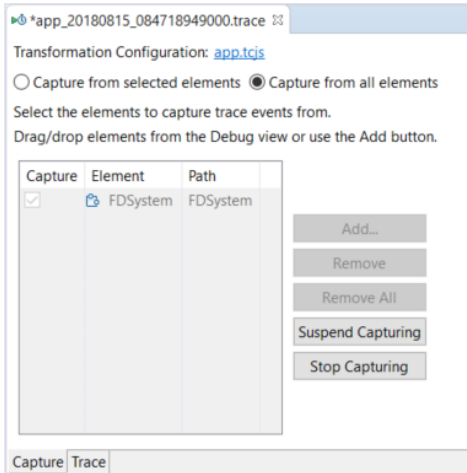 *app_20180815_084718949000.trace
Transformation Configuration: app.tcjs
Capture from selected elements Capture from all elements
Select the elements to capture trace events from.
Drag/drop elements from the Debug view or use the Add button.
Capture Element Path
FDSystem FDSystem
Add...
Remove
Remove All
Suspend Capturing
Stop Capturing
Capture Trace